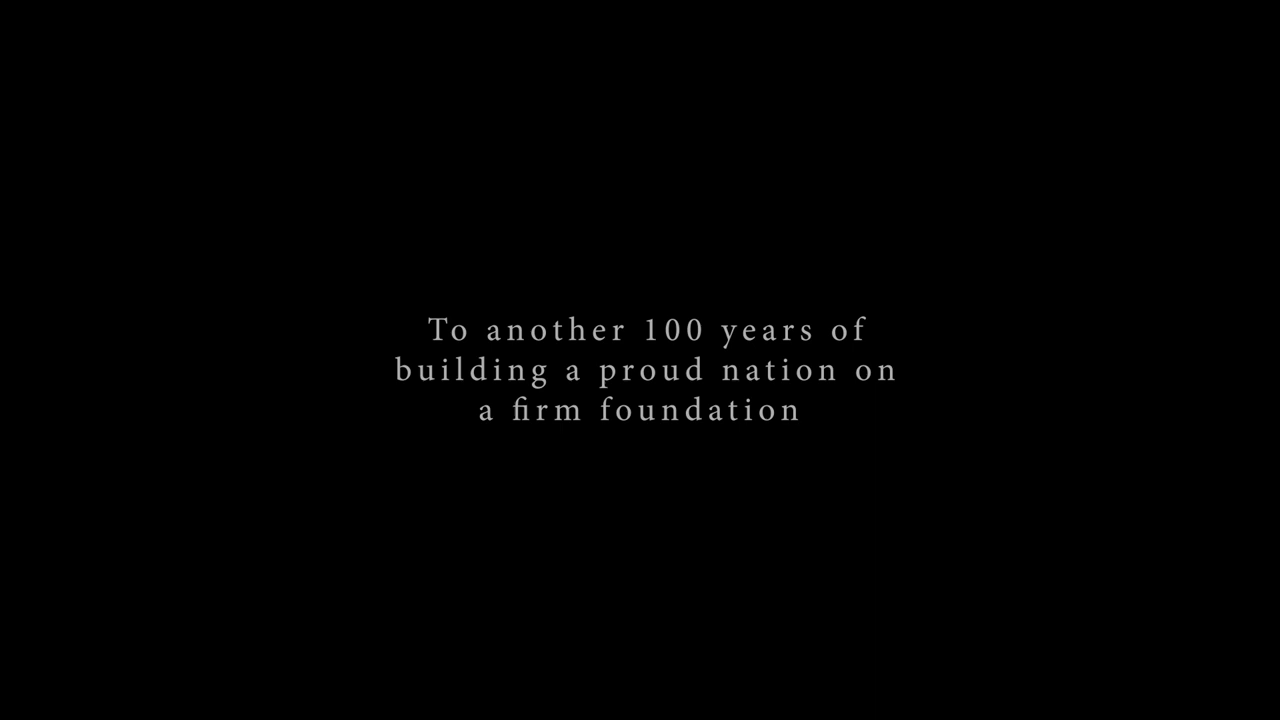 To another 100 years of
building a proud nation on
a firm foundation